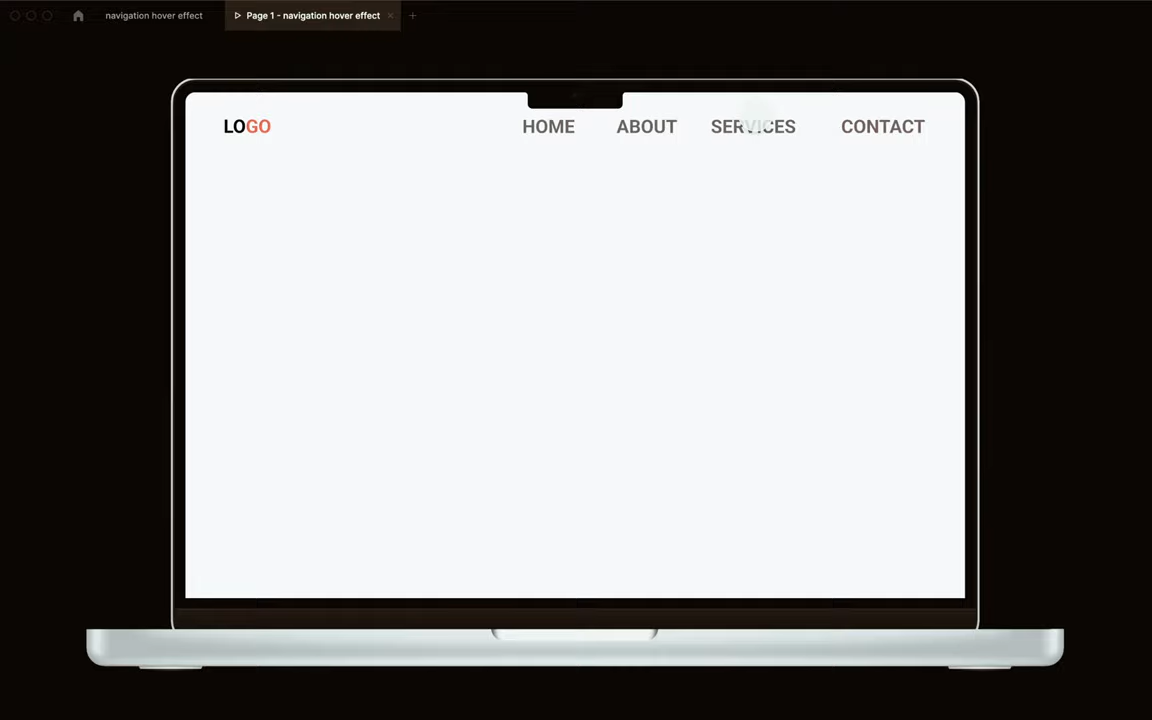 navigation hover effect
Page 1 - navigation hover effect
LOGO
HOME
ABOUT
SERVICES
CONTACT